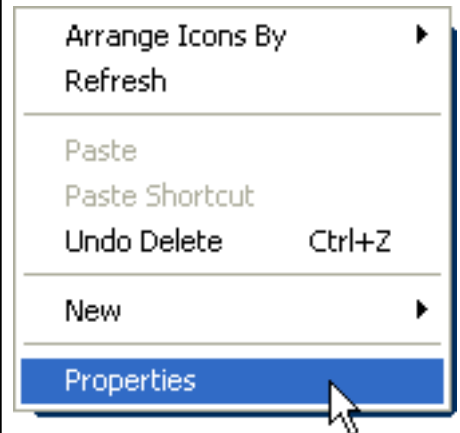 Arrange Icons By
Refresh
Paste
Paste Shortcut
Undo Delete Ctrl+Z
New
Properties